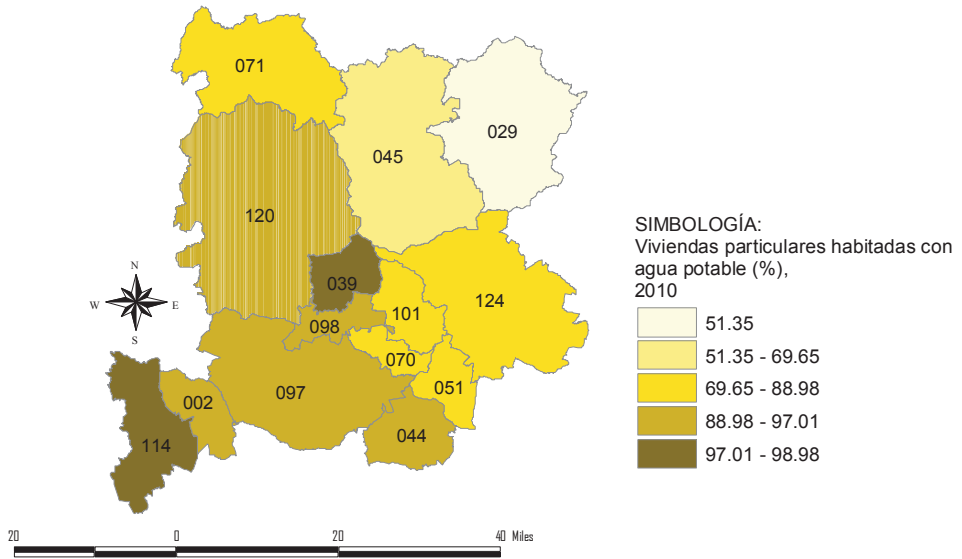 071
029
045
120
SIMBOLOGÍA:
Viviendas particulares habitadas con
agua potable (%),
2010
039
N
W E
S
124
101
098
51.35
070
51.35 - 69.65
051
097
69.65 - 88.98
002
88.98 - 97.01
044
114
97.01 - 98.98
20 0 20 40 Miles